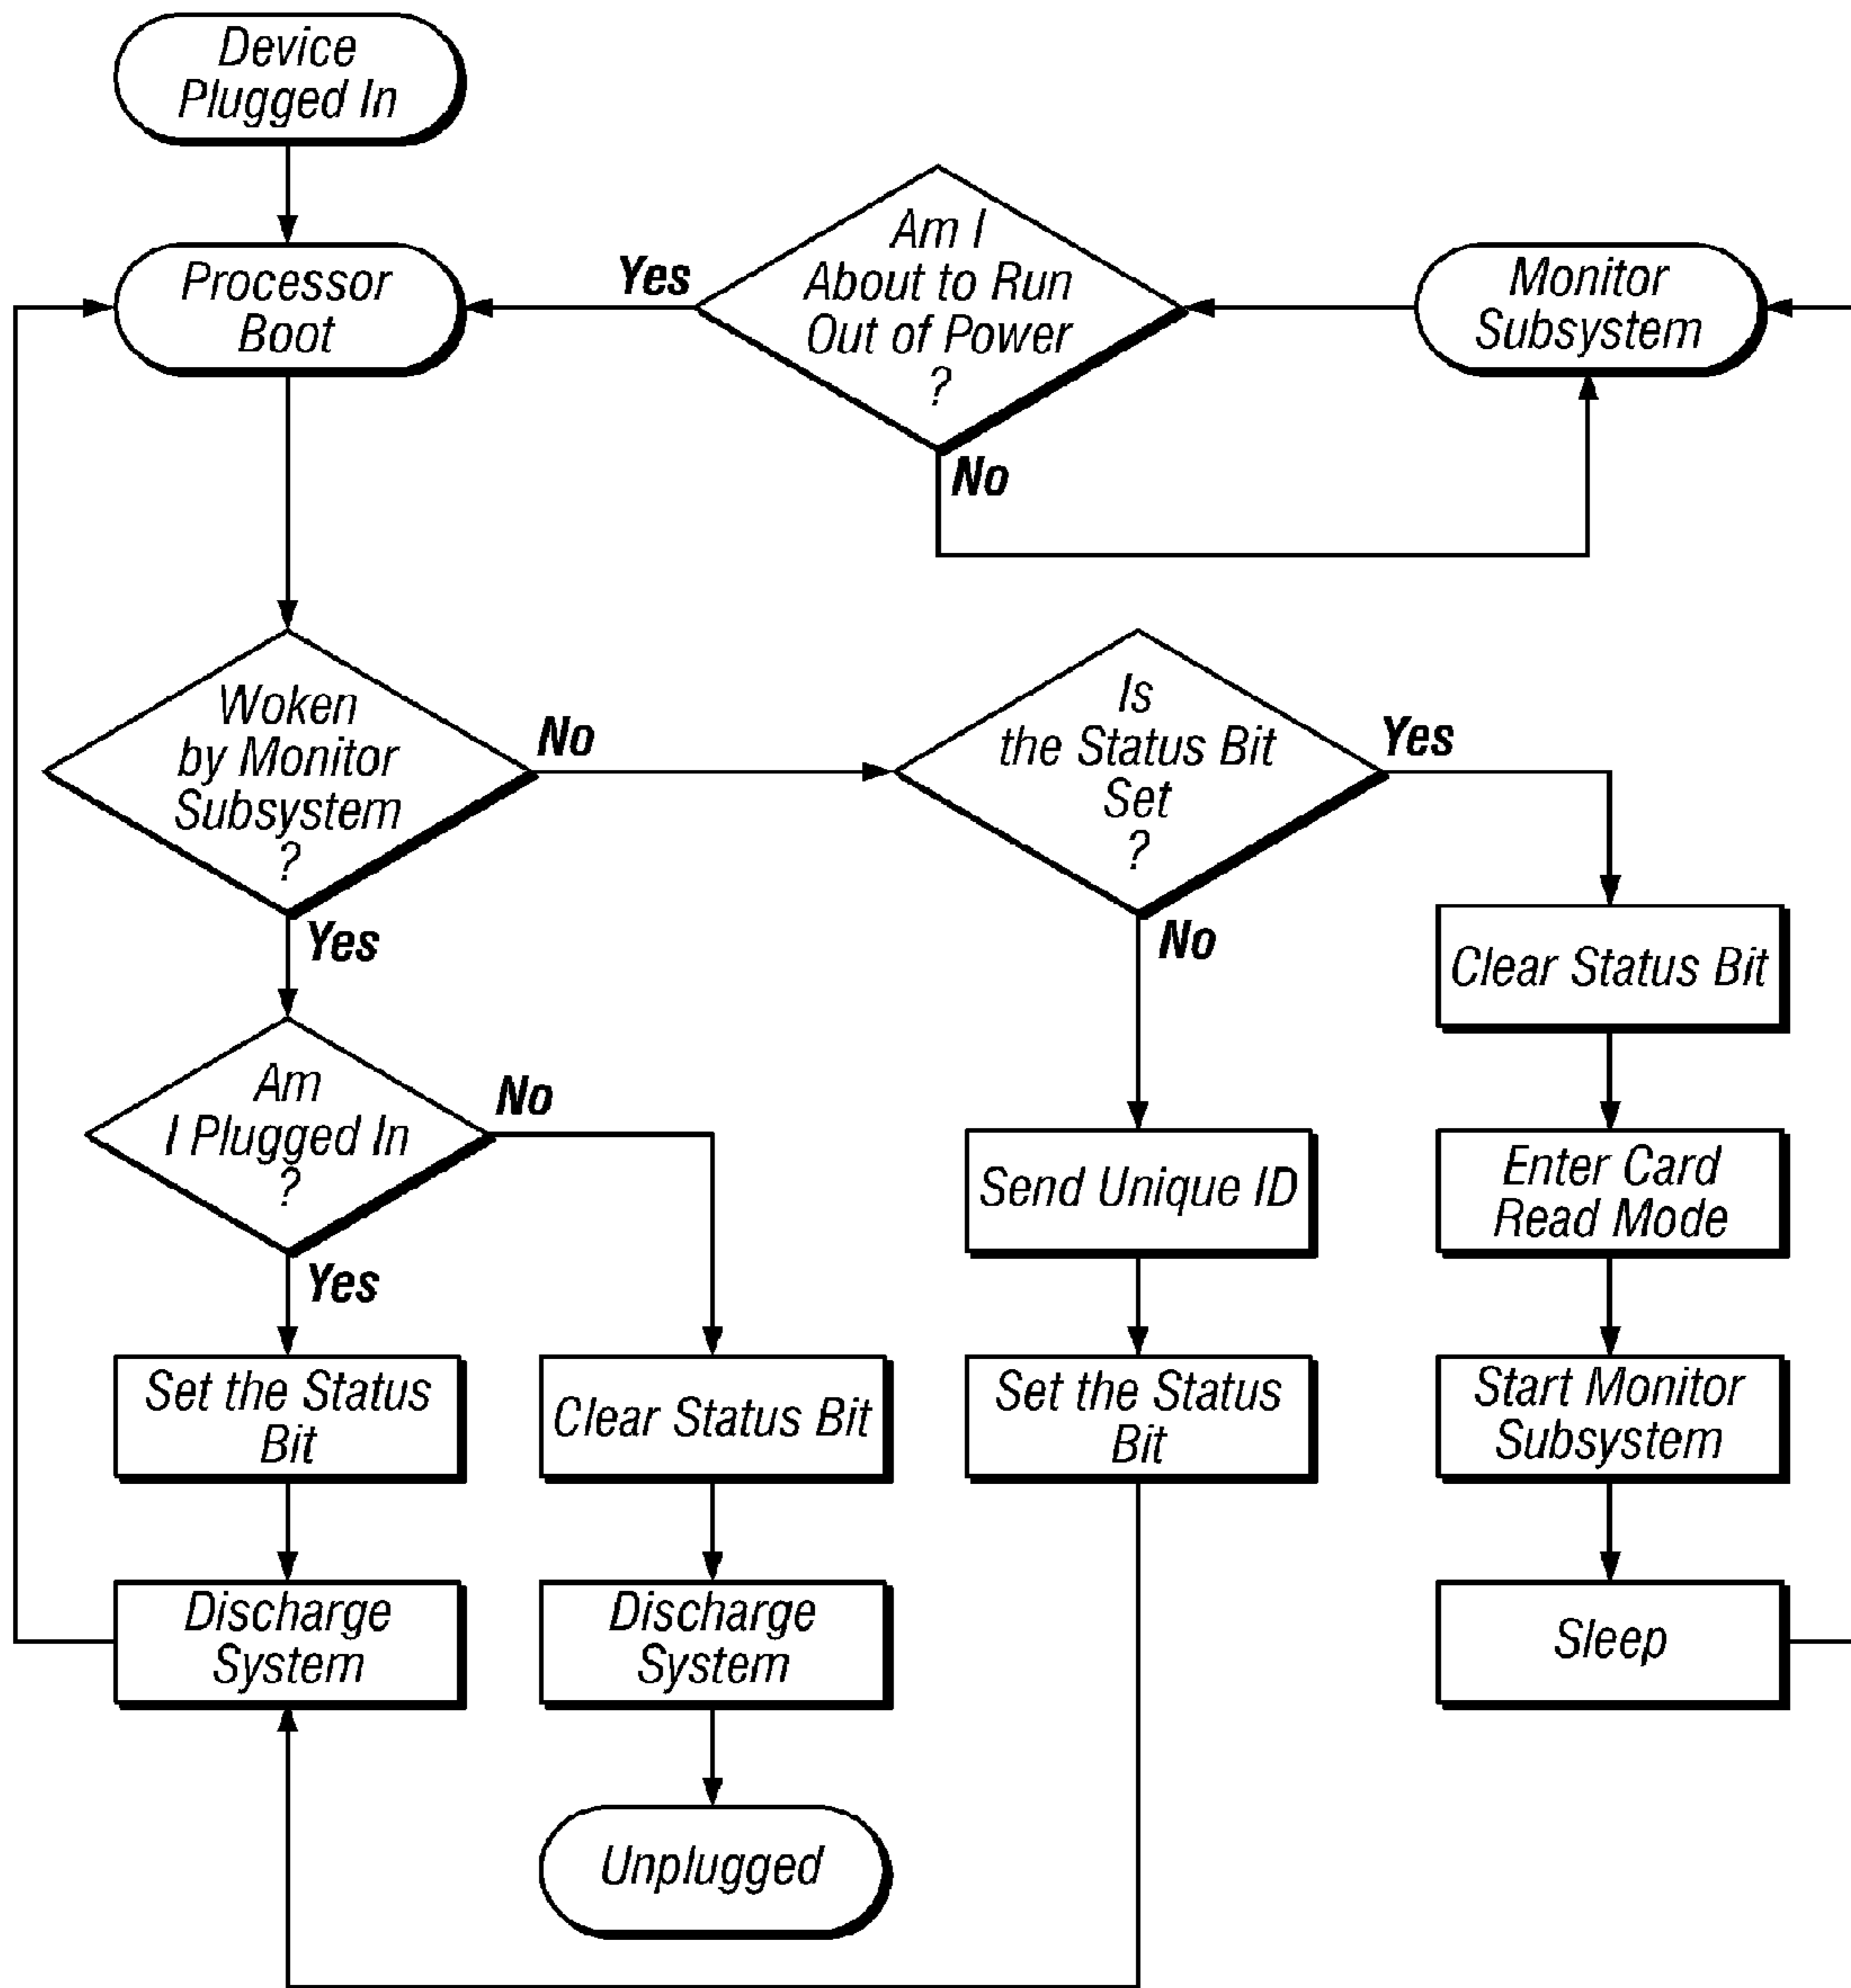 Device
Plugged In
Processor
Boot
Yes
Am I
About to Run
Out of Power
?
No
Monitor
Subsystem
Woken
by Monitor
Subsystem
?
No
Yes
Is
the Status Bit
Set
?
Yes
No
Clear Status Bit
Am
I Plugged In
?
No
Yes
Send Unique ID
Enter Card
Read Mode
Set the Status
Bit
Clear Status Bit
Set the Status
Bit
Start Monitor
Subsystem
Discharge
System
Discharge
System
Sleep
Unplugged